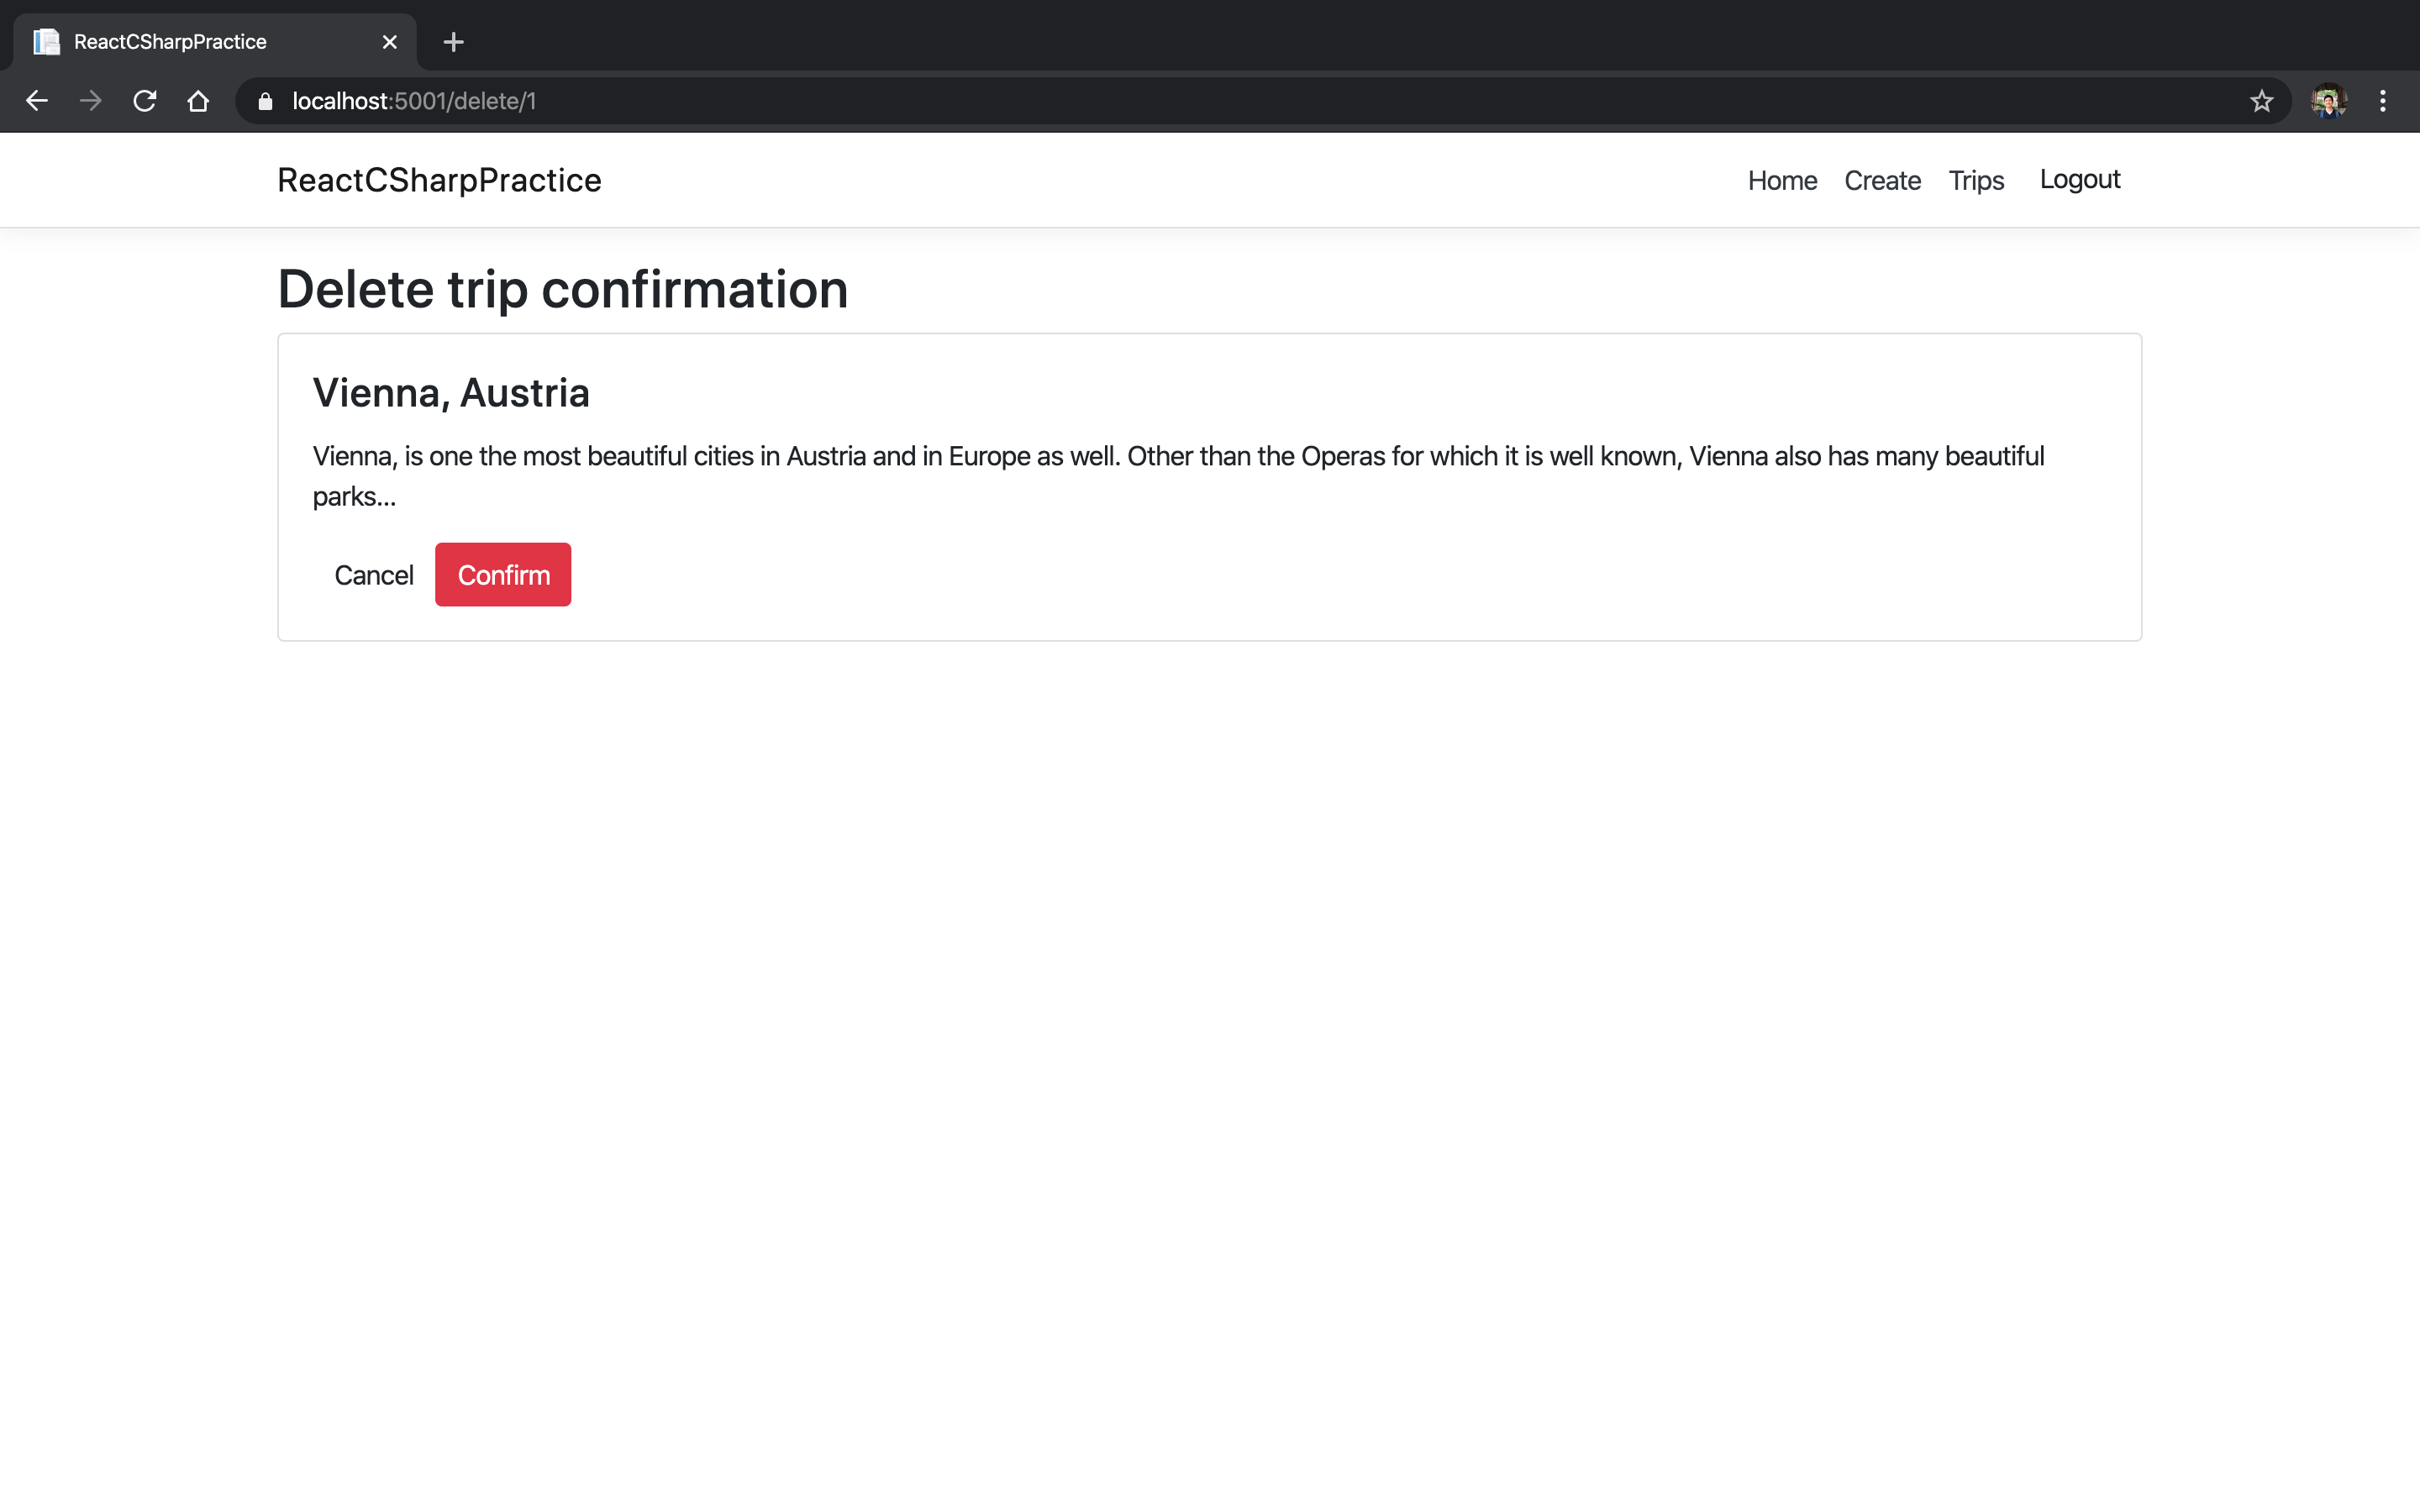 ReactCSharpPractice
localhost:5001/delete/1
ReactCSharpPractice
Home Create Trips Logout
Delete trip confirmation
Vienna, Austria
Vienna, is one the most beautiful cities in Austria and in Europe as well. Other than the Operas for which it is well known, Vienna also has many beautiful
parks...
Cancel Confirm